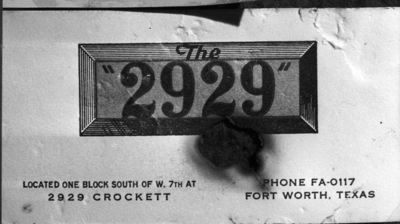 The
"2929"
LOCATED ONE BLOCK SOUTH OF W. 7TH AT
2929 CROCKETT
PHONE FA-0117
FORT WORTH, TEXAS